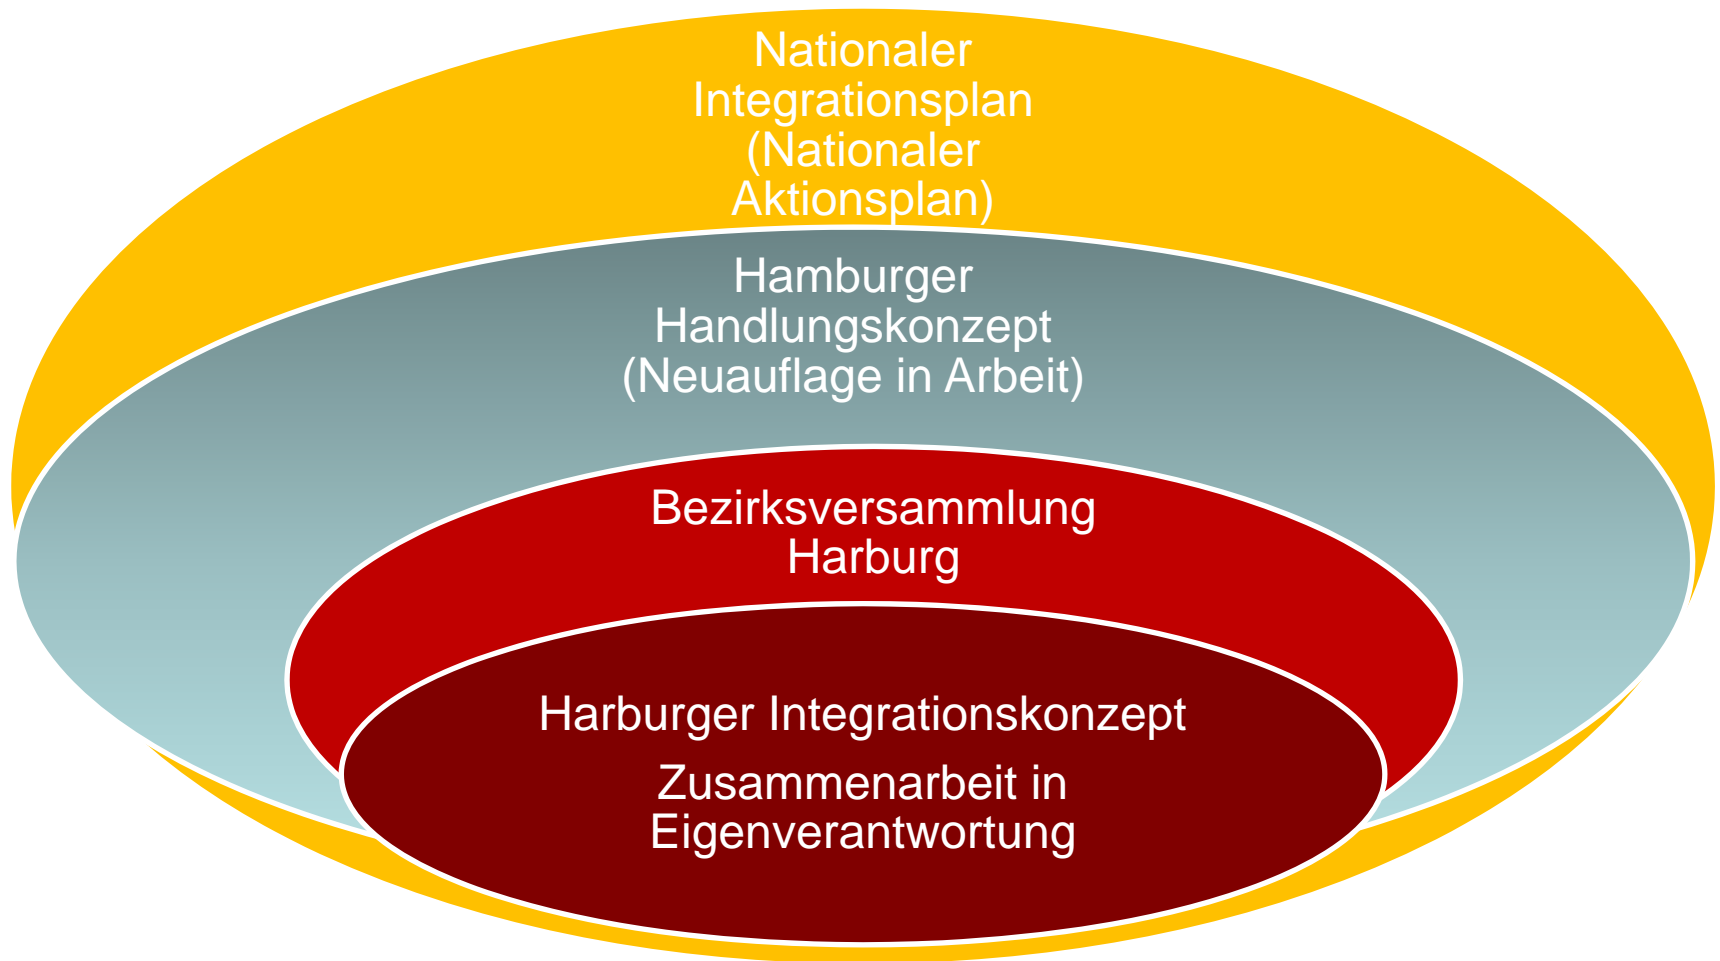 Nationaler
Integrationsplan
(Nationaler
Aktionsplan)
Hamburger
Handlungskonzept
(Neuauflage in Arbeit)
Bezirksversammlung
Harburg
Harburger Integrationskonzept
Zusammenarbeit in
Eigenverantwortung